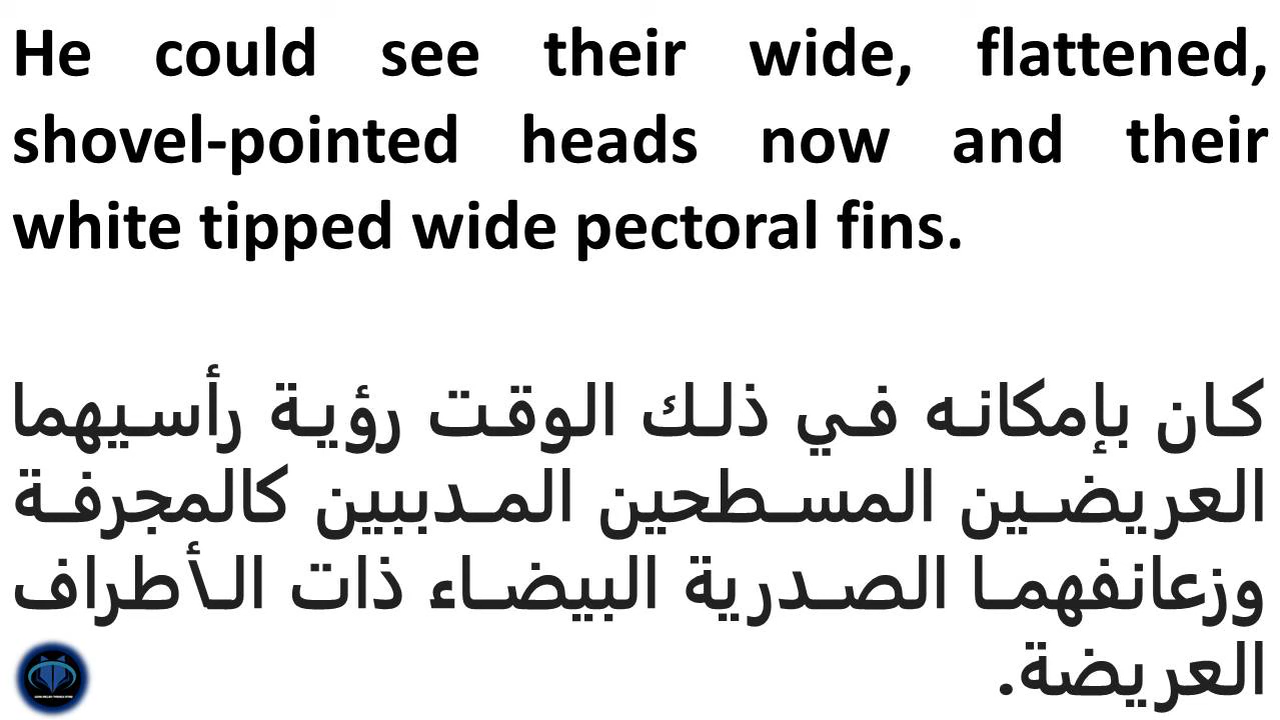 He could see their wide, flattened,
shovel-pointed heads now and their
white tipped wide pectoral fins.
كان بإمكانه في ذلك الوقت رؤية رأسيهما
العريضين المسطحين المدببين كالمجرفة
وزعانفهما الصدرية البيضاء ذات الأطراف
العريضة.